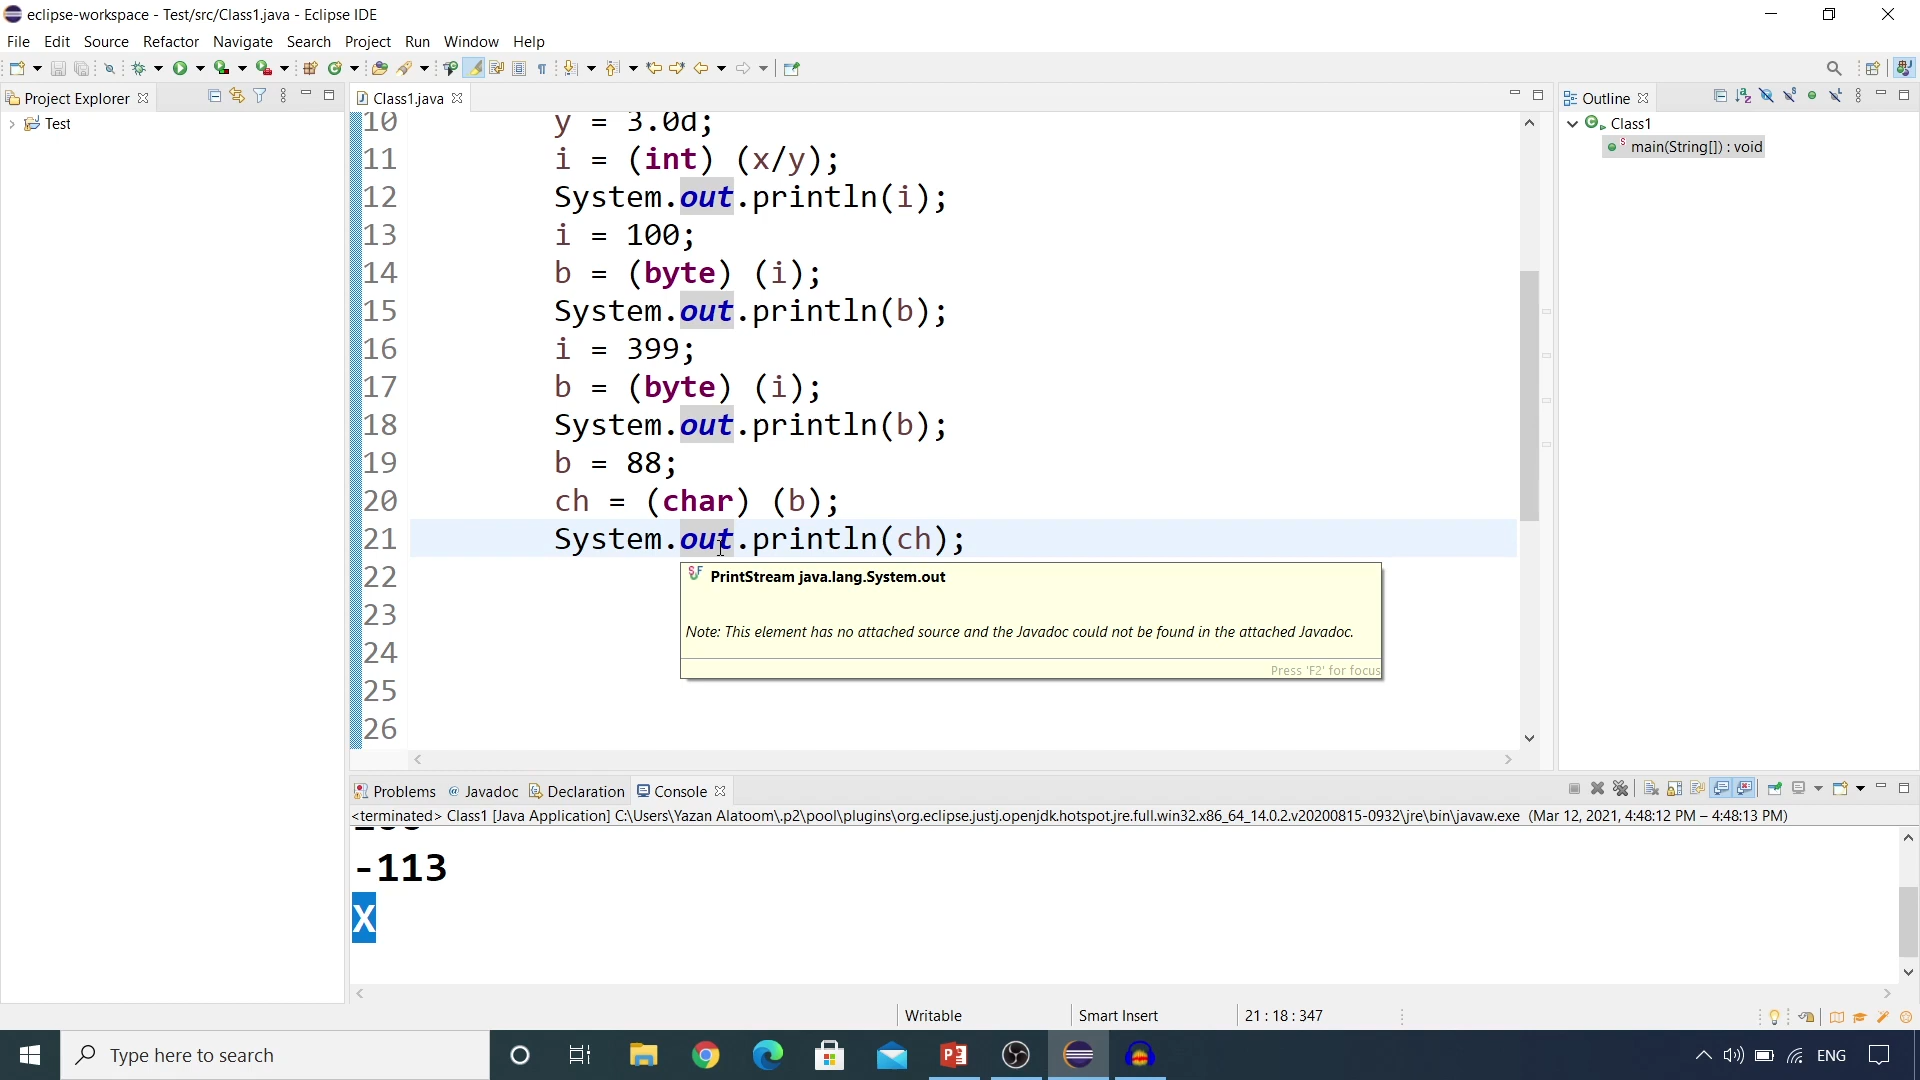 eclipse-workspace - Test/src/Class1.java - Eclipse IDE
File Edit Source Refactor Navigate Search Project Run Window Help
Project Explorer
Test
Class1.java
10 y = 3.0d;
11 i = (int) (x/y);
12 System.out.println(i);
13 i = 100;
14 b = (byte) (i);
15 System.out.println(b);
16 i = 399;
17 b = (byte) (i);
18 System.out.println(b);
19 b = 88;
20 ch = (char) (b);
21 System.out.println(ch);
22
23
24
25
26
PrintStream java.lang.System.out
Note: This element has no attached source and the Javadoc could not be found in the attached Javadoc.
Press 'F2' for focus
Outline
Class1
main(String[]) : void
Problems @ Javadoc Declaration Console
<terminated> Class1 [Java Application] C:\Users\Yazan Alatoom\.p2\pool\plugins\org.eclipse.justj.openjdk.hotspot.jre.full.win32.x86_64_14.0.2.v20200815-0932\jre\bin\javaw.exe (Mar 12, 2021, 4:48:12 PM – 4:48:13 PM)
-113
X
Writable Smart Insert 21 : 18 : 347
Type here to search
ENG